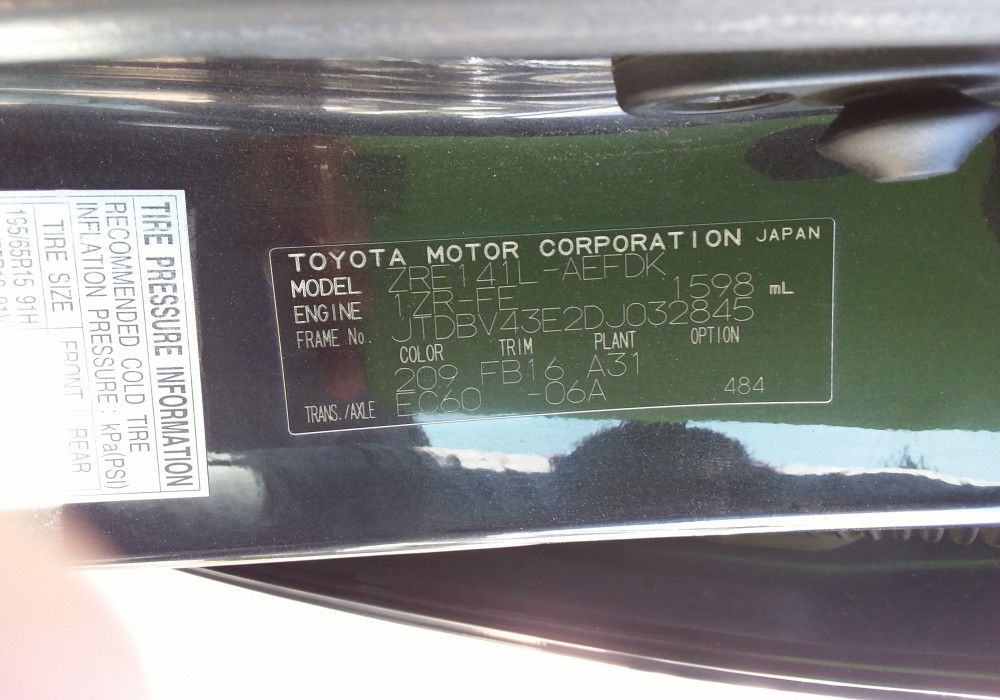 TOYOTA MOTOR CORPORATION JAPAN
MODEL ZRE141L-AEFDK
ENGINE 1ZR-FE 1598 mL
FRAME No. JTDBV43E2DJ032845
COLOR TRIM PLANT OPTION
209 FB16 A31
TRANS./AXLE EC60 -06A 484
TIRE PRESSURE INFORMATION
RECOMMENDED COLD TIRE
INFLATION PRESSURE : kPa(PSI)
TIRE SIZE FRONT REAR
195/65R15 91H